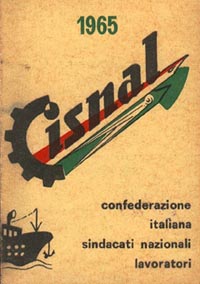 1965
Cisnal
confederazione
italiana
sindacati nazionali
lavoratori